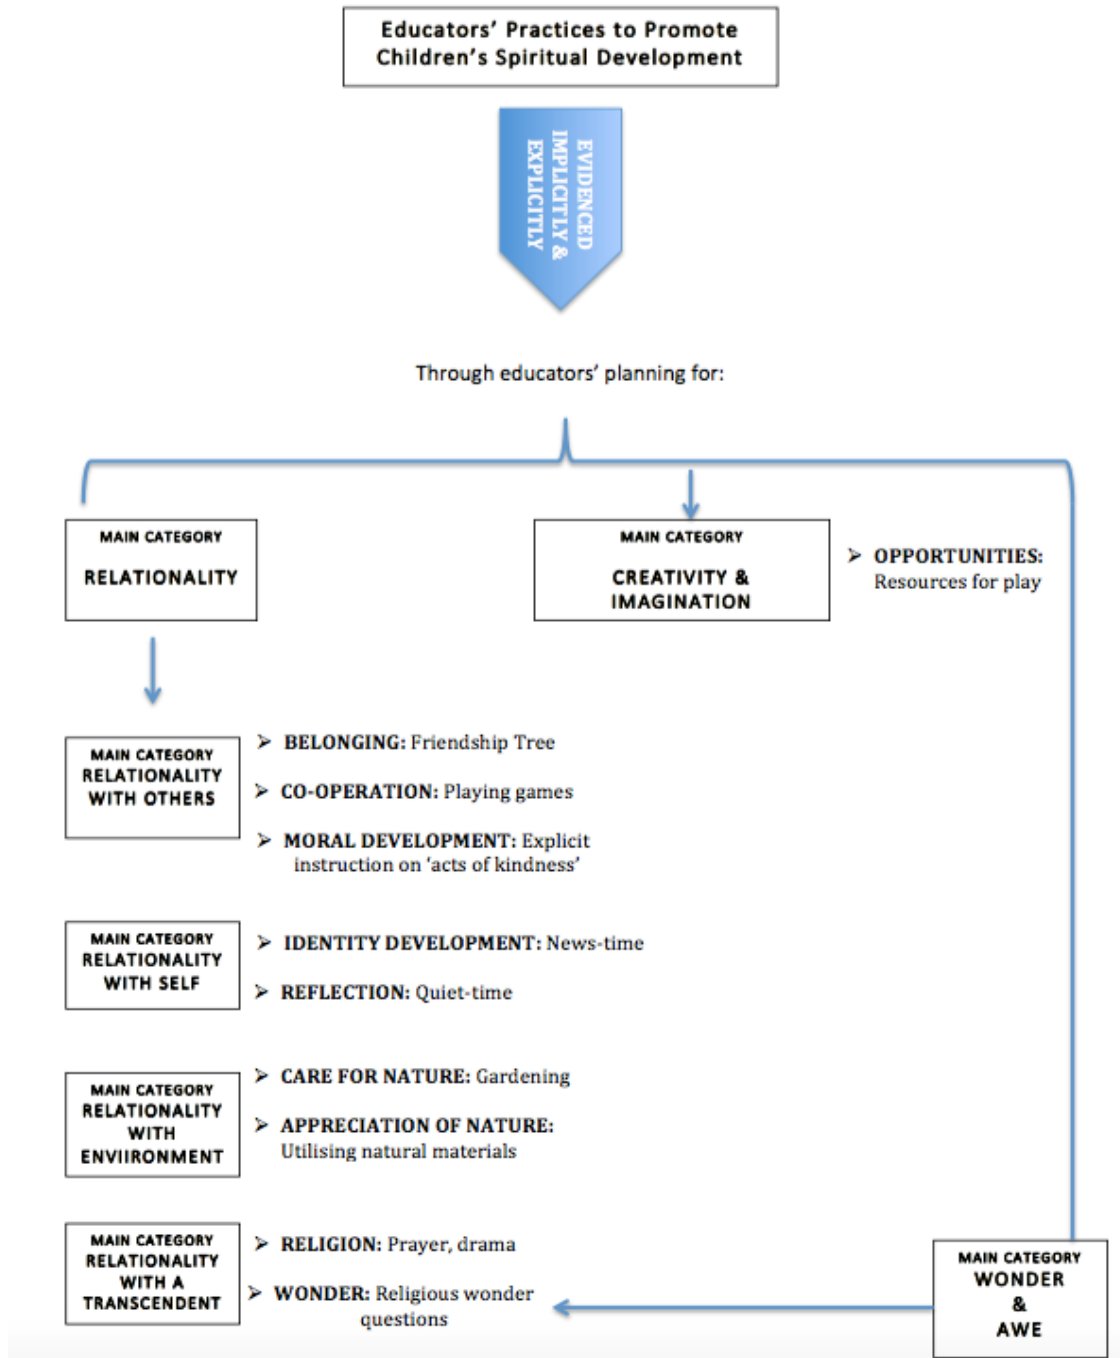 Educators’ Practices to Promote
Children’s Spiritual Development
EVIDENCED
IMPLICITLY &
EXPLICITLY
Through educators’ planning for:
MAIN CATEGORY
RELATIONALITY
MAIN CATEGORY
CREATIVITY &
IMAGINATION
➢ OPPORTUNITIES:
Resources for play
MAIN CATEGORY
RELATIONALITY
WITH OTHERS
➢ BELONGING: Friendship Tree
➢ CO-OPERATION: Playing games
➢ MORAL DEVELOPMENT: Explicit
instruction on ‘acts of kindness’
MAIN CATEGORY
RELATIONALITY
WITH SELF
➢ IDENTITY DEVELOPMENT: News-time
➢ REFLECTION: Quiet-time
MAIN CATEGORY
RELATIONALITY
WITH
ENVIIRONMENT
➢ CARE FOR NATURE: Gardening
➢ APPRECIATION OF NATURE:
Utilising natural materials
MAIN CATEGORY
RELATIONALITY
WITH A
TRANSCENDENT
➢ RELIGION: Prayer, drama
➢ WONDER: Religious wonder
questions
MAIN CATEGORY
WONDER
&
AWE